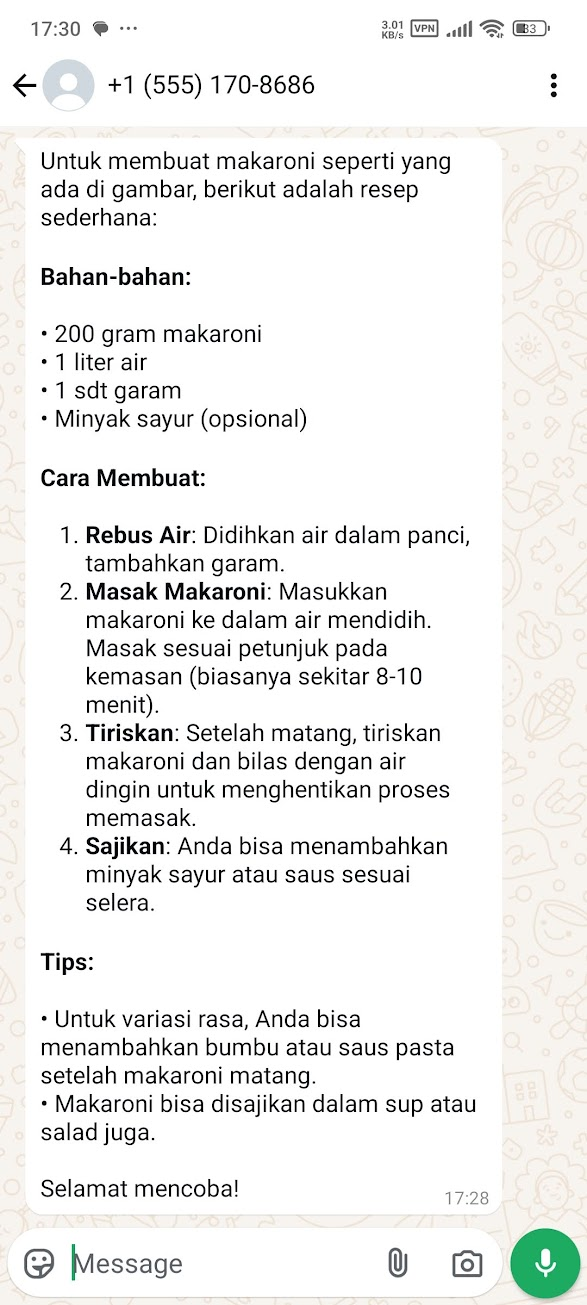 17:30 ...
3.01 KB/s VPN 33
+1 (555) 170-8686
Untuk membuat makaroni seperti yang
ada di gambar, berikut adalah resep
sederhana:
Bahan-bahan:
• 200 gram makaroni
• 1 liter air
• 1 sdt garam
• Minyak sayur (opsional)
Cara Membuat:
1. Rebus Air: Didihkan air dalam panci,
tambahkan garam.
2. Masak Makaroni: Masukkan
makaroni ke dalam air mendidih.
Masak sesuai petunjuk pada
kemasan (biasanya sekitar 8-10
menit).
3. Tiriskan: Setelah matang, tiriskan
makaroni dan bilas dengan air
dingin untuk menghentikan proses
memasak.
4. Sajikan: Anda bisa menambahkan
minyak sayur atau saus sesuai
selera.
Tips:
• Untuk variasi rasa, Anda bisa
menambahkan bumbu atau saus pasta
setelah makaroni matang.
• Makaroni bisa disajikan dalam sup atau
salad juga.
Selamat mencoba!
17:28
Message